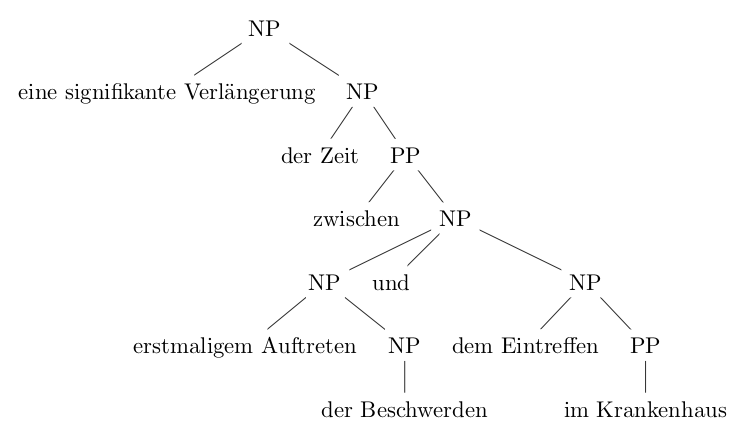 NP
eine signifikante Verlängerung NP
der Zeit PP
zwischen NP
NP und NP
erstmaligem Auftreten NP dem Eintreffen PP
der Beschwerden im Krankenhaus